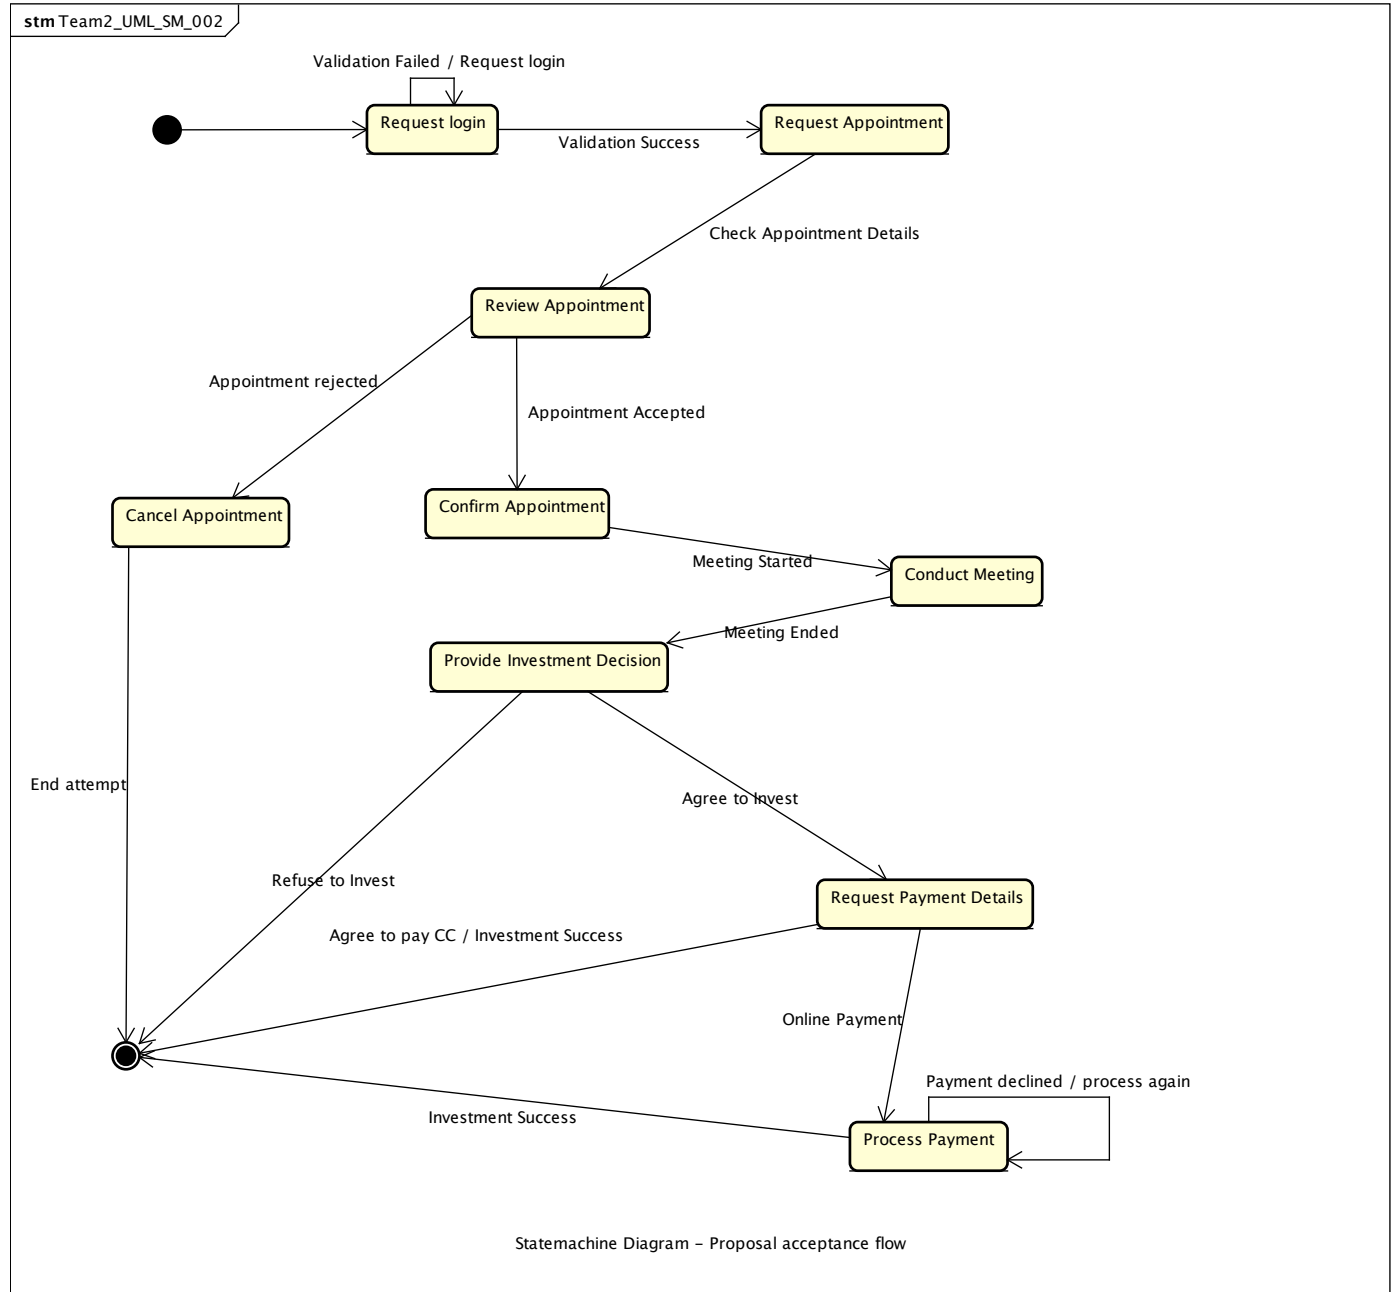 stm Team2_UML_SM_002
Validation Failed / Request login
Request login
Request Appointment
Validation Success
Check Appointment Details
Review Appointment
Appointment rejected
Appointment Accepted
Cancel Appointment
Confirm Appointment
Meeting Started
Conduct Meeting
Meeting Ended
Provide Investment Decision
End attempt
Agree to Invest
Refuse to Invest
Request Payment Details
Agree to pay CC / Investment Success
Online Payment
Payment declined / process again
Investment Success
Process Payment
Statemachine Diagram – Proposal acceptance flow